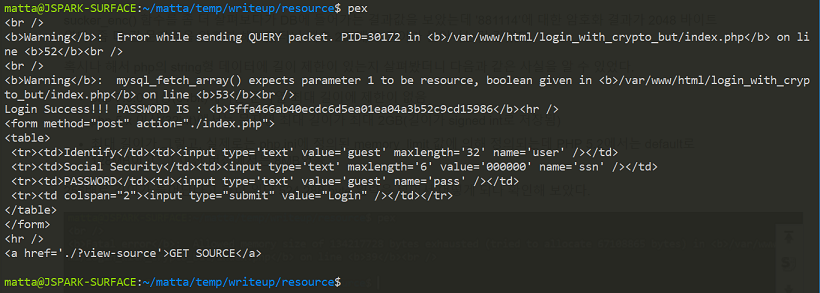 matta@JSPARK-SURFACE:~/matta/temp/writeup/resource$ pex
<br />
<b>Warning</b>:  Error while sending QUERY packet. PID=30172 in <b>/var/www/html/login_with_crypto_but/index.php</b> on li
ne <b>52</b><br />
<br />
<b>Warning</b>:  mysql_fetch_array() expects parameter 1 to be resource, boolean given in <b>/var/www/html/login_with_cryp
to_but/index.php</b> on line <b>53</b><br />
Login Success!!! PASSWORD IS : <b>5ffa466ab40ecdc6d5ea01ea04a3b52c9cd15986</b><hr />
<form method="post" action="./index.php">
<table>
 <tr><td>Identify</td><td><input type='text' value='guest' maxlength='32' name='user' /></td>
 <tr><td>Social Security</td><td><input type='text' maxlength='6' value='000000' name='ssn' /></td>
 <tr><td>PASSWORD</td><td><input type='text' value='guest' name='pass' /></td>
 <tr><td colspan="2"><input type="submit" value="Login" /></td></tr>
</table>
</form>
<hr />
<a href='./?view-source'>GET SOURCE</a>
matta@JSPARK-SURFACE:~/matta/temp/writeup/resource$